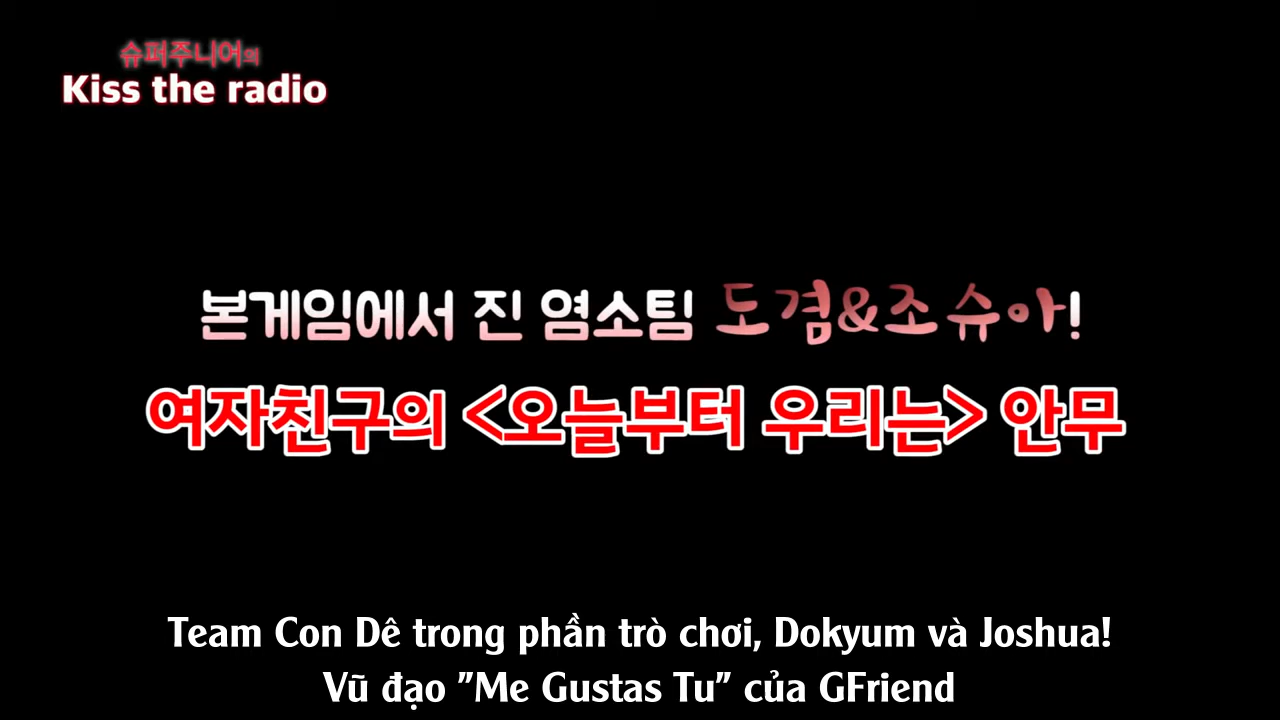 슈퍼주니어의
Kiss the radio
본게임에서 진 염소팀 도겸&조슈아!
여자친구의 <오늘부터 우리는> 안무
Team Con Dê trong phần trò chơi, Dokyum và Joshua!
Vũ đạo "Me Gustas Tu" của GFriend